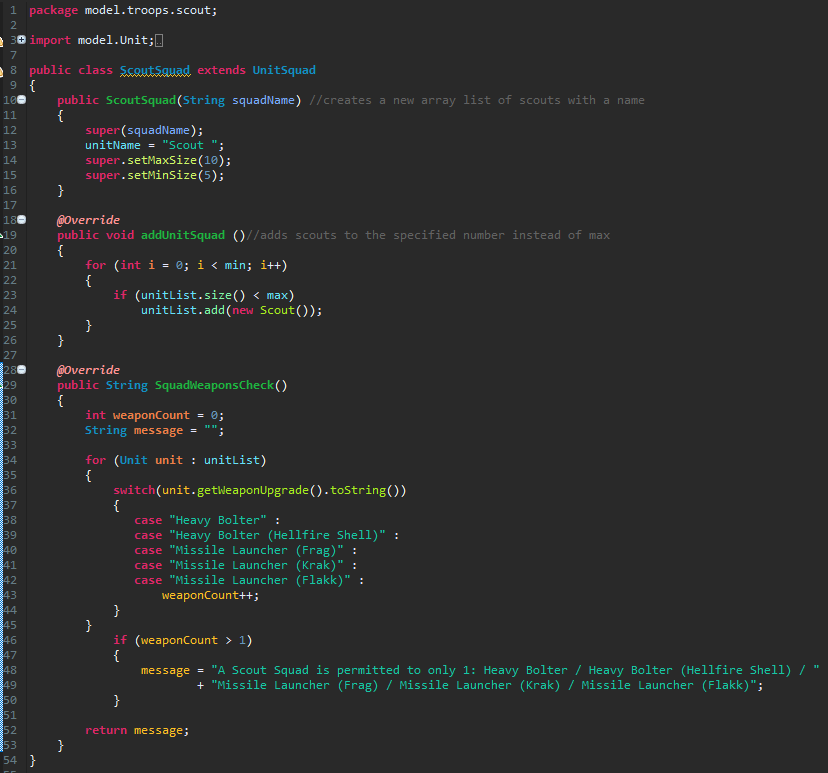 1 package model.troops.scout;
2
3 import model.Unit;
7
8 public class ScoutSquad extends UnitSquad
9 {
10 public ScoutSquad(String squadName) //creates a new array list of scouts with a name
11 {
12 super(squadName);
13 unitName = "Scout ";
14 super.setMaxSize(10);
15 super.setMinSize(5);
16 }
17
18 @Override
19 public void addUnitSquad ()//adds scouts to the specified number instead of max
20 {
21 for (int i = 0; i < min; i++)
22 {
23 if (unitList.size() < max)
24 unitList.add(new Scout());
25 }
26 }
27
28 @Override
29 public String SquadWeaponsCheck()
30 {
31 int weaponCount = 0;
32 String message = "";
33
34 for (Unit unit : unitList)
35 {
36 switch(unit.getWeaponUpgrade().toString())
37 {
38 case "Heavy Bolter" :
39 case "Heavy Bolter (Hellfire Shell)" :
40 case "Missile Launcher (Frag)" :
41 case "Missile Launcher (Krak)" :
42 case "Missile Launcher (Flakk)" :
43 weaponCount++;
44 }
45 }
46 if (weaponCount > 1)
47 {
48 message = "A Scout Squad is permitted to only 1: Heavy Bolter / Heavy Bolter (Hellfire Shell) / "
49 + "Missile Launcher (Frag) / Missile Launcher (Krak) / Missile Launcher (Flakk)";
50 }
51
52 return message;
53 }
54 }